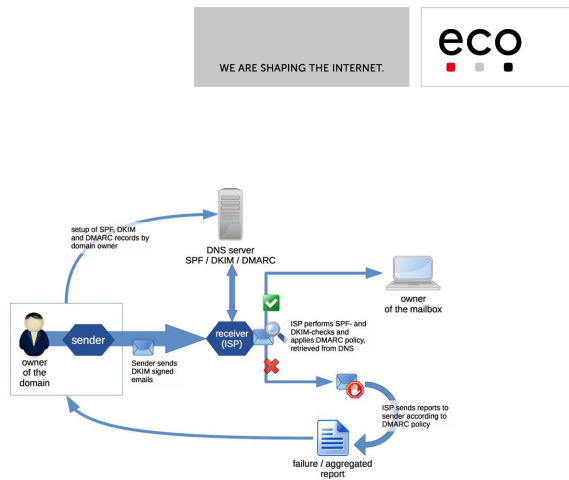 WE ARE SHAPING THE INTERNET.
eco
setup of SPF, DKIM
and DMARC records by
domain owner
DNS server
SPF / DKIM / DMARC
owner
of the mailbox
sender
receiver
(ISP)
ISP performs SPF- and
DKIM-checks and
applies DMARC policy,
retrieved from DNS
owner
of the
domain
Sender sends
DKIM signed
emails
ISP sends reports to
sender according to
DMARC policy
failure / aggregated
report